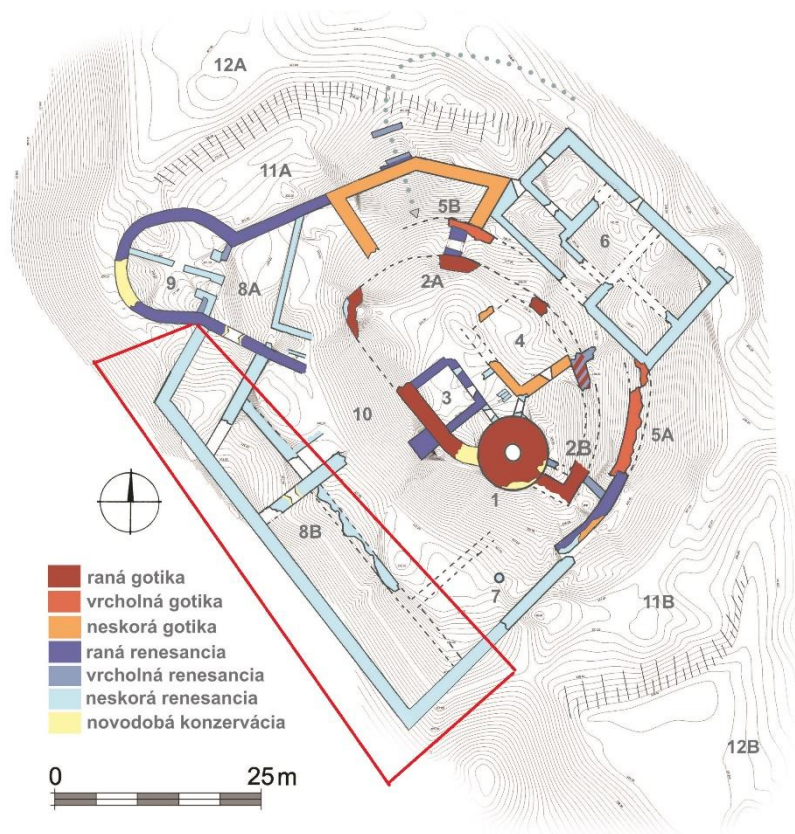 12A
11A
5B
6
2A
9
8A
4
3
10
2B
5A
1
8B
7
11B
12B
raná gotika
vrcholná gotika
neskorá gotika
raná renesancia
vrcholná renesancia
neskorá renesancia
novodobá konzervácia
0 25m